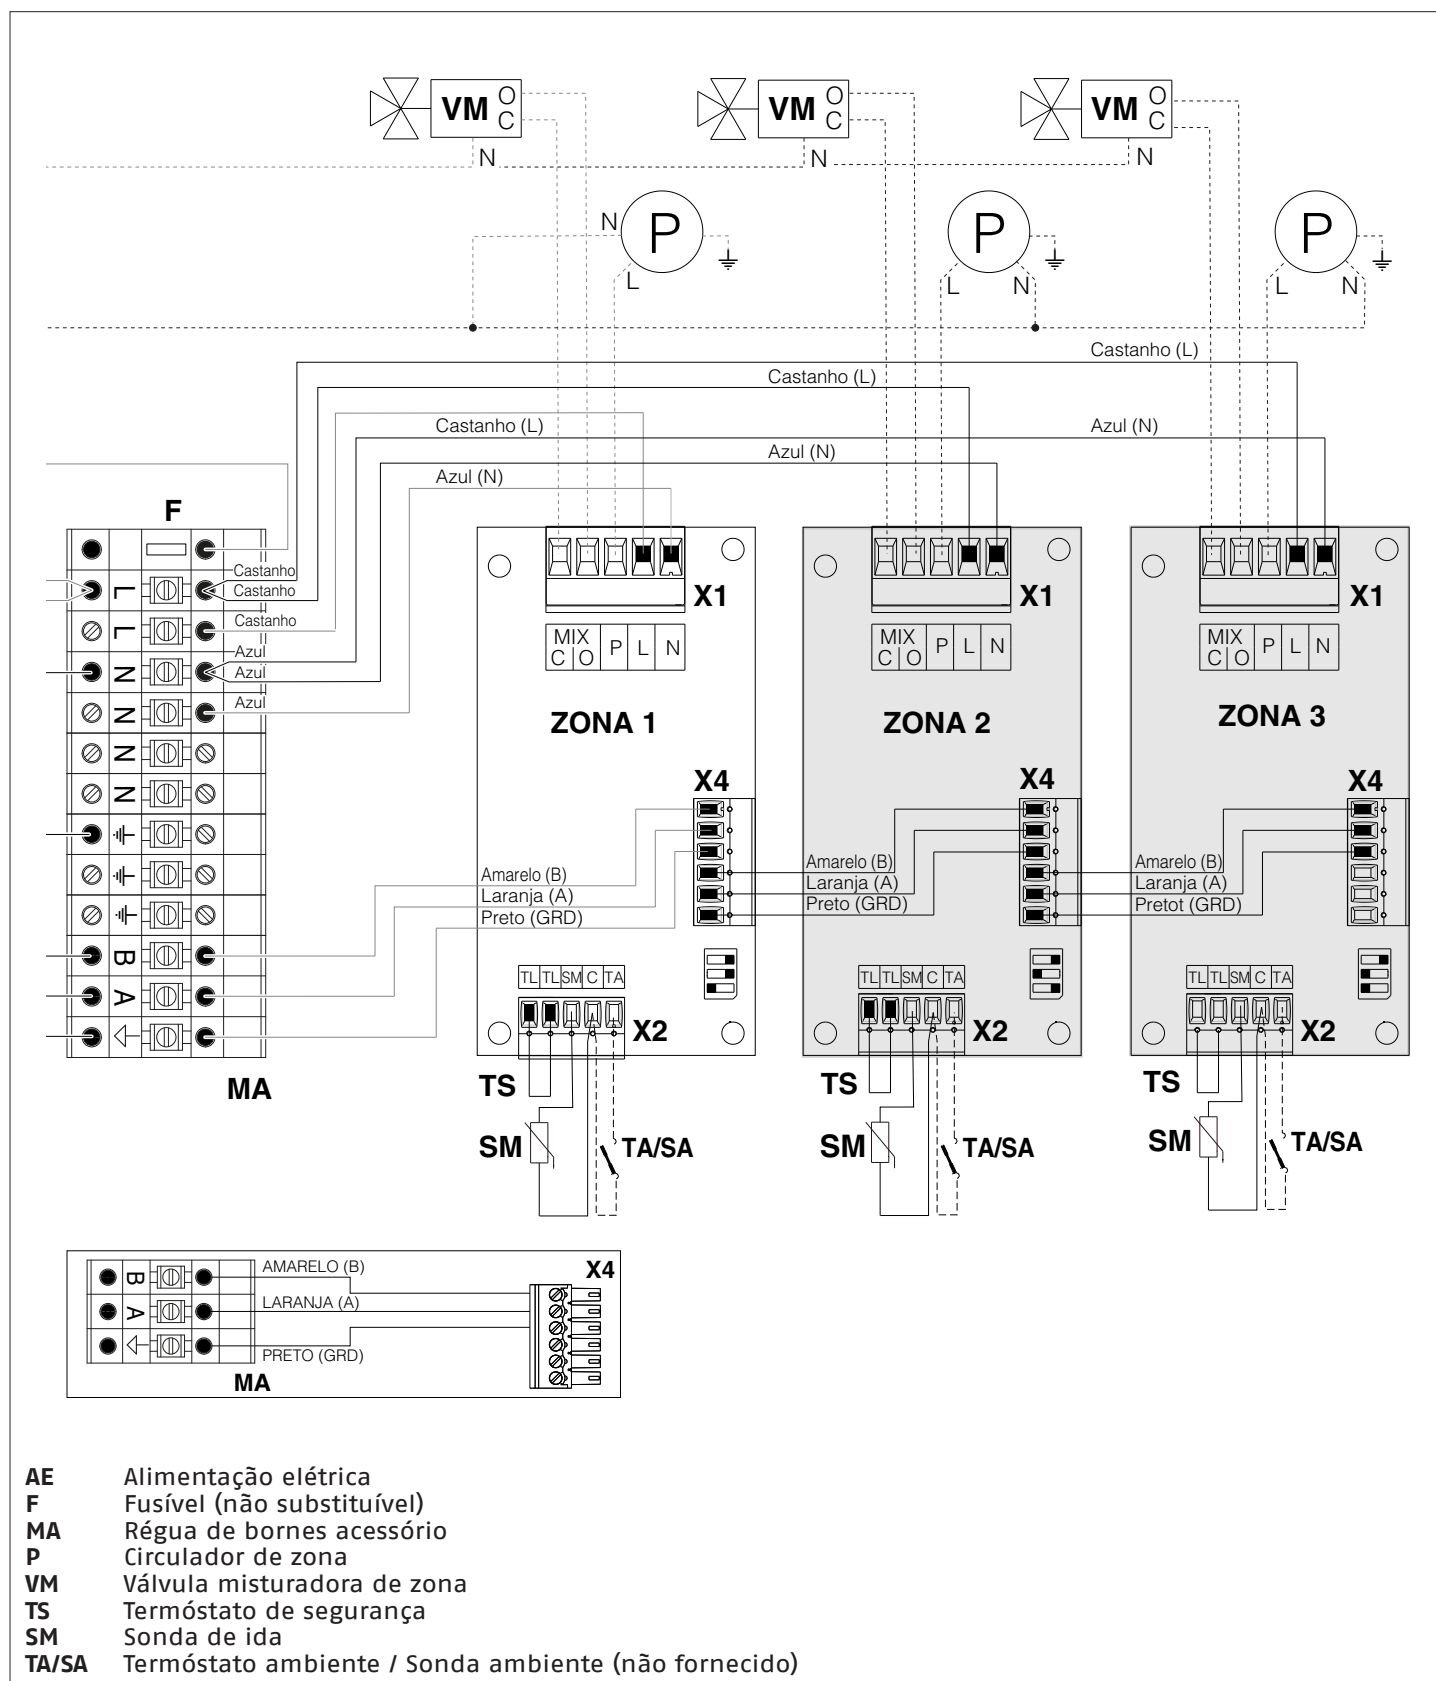 VM O C
VM O C
VM O C
N
N
N
N P
P
P
L
L N
L N
Castanho (L)
Castanho (L)
Castanho (L)
Azul (N)
Azul (N)
Azul (N)
F
Castanho
L
Castanho
L
Castanho
Azul
N
Azul
N
Azul
N
N
B
A
MA
X1
MIX
C O P L N
ZONA 1
X4
Amarelo (B)
Laranja (A)
Preto (GRD)
TL TL SM C TA
X2
TS
SM
TA/SA
X1
MIX
C O P L N
ZONA 2
X4
Amarelo (B)
Laranja (A)
Preto (GRD)
TL TL SM C TA
X2
TS
SM
TA/SA
X1
MIX
C O P L N
ZONA 3
X4
Amarelo (B)
Laranja (A)
Pretot (GRD)
TL TL SM C TA
X2
TS
SM
TA/SA
B AMARELO (B)
X4
A LARANJA (A)
PRETO (GRD)
MA
AE Alimentação elétrica
F Fusível (não substituível)
MA Régua de bornes acessório
P Circulador de zona
VM Válvula misturadora de zona
TS Termóstato de segurança
SM Sonda de ida
TA/SA Termóstato ambiente / Sonda ambiente (não fornecido)